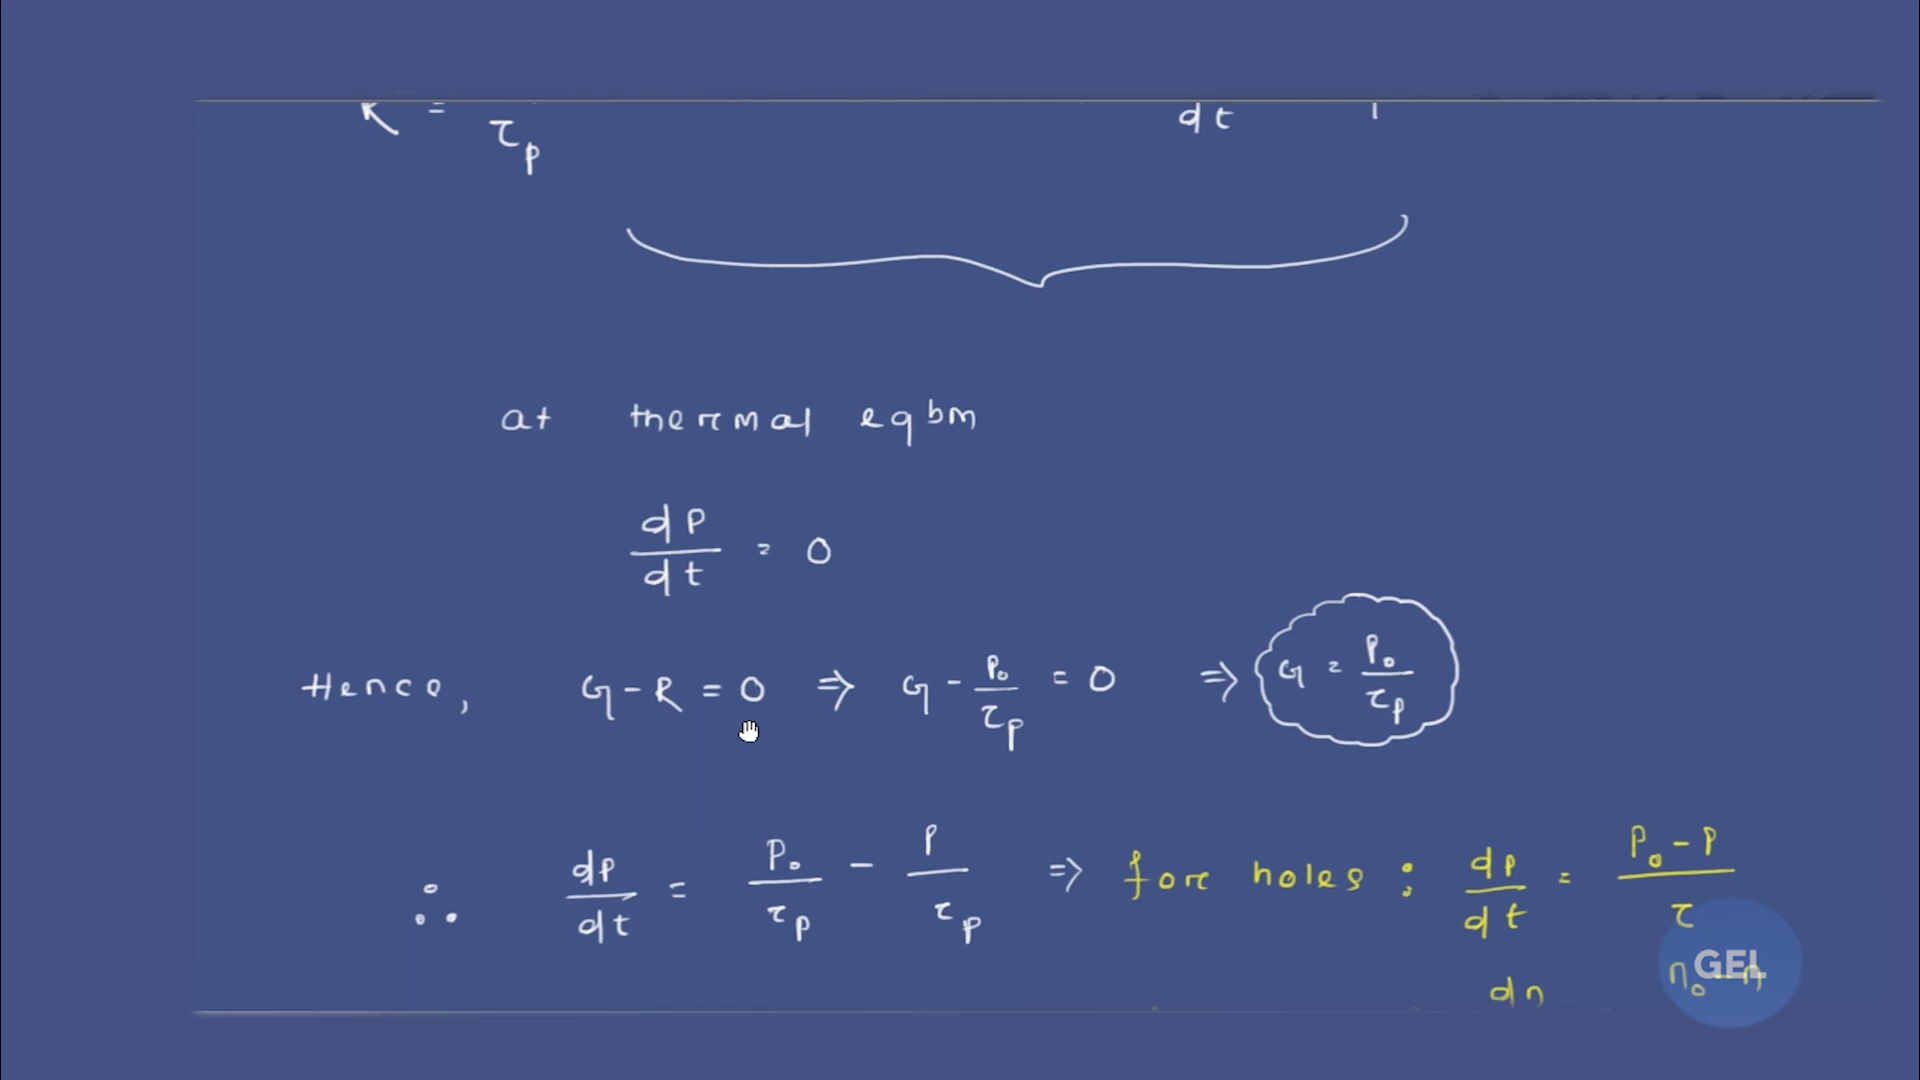 R = τp dt
at thermal eqbm
dp/dt = 0
Hence, G - R = 0 ⇒ G - P₀/τp = 0 ⇒ G = P₀/τp
∴ dp/dt = P₀/τp - P/τp ⇒ for holes : dp/dt = P₀ - P/τ
dn n₀ - n
GEL